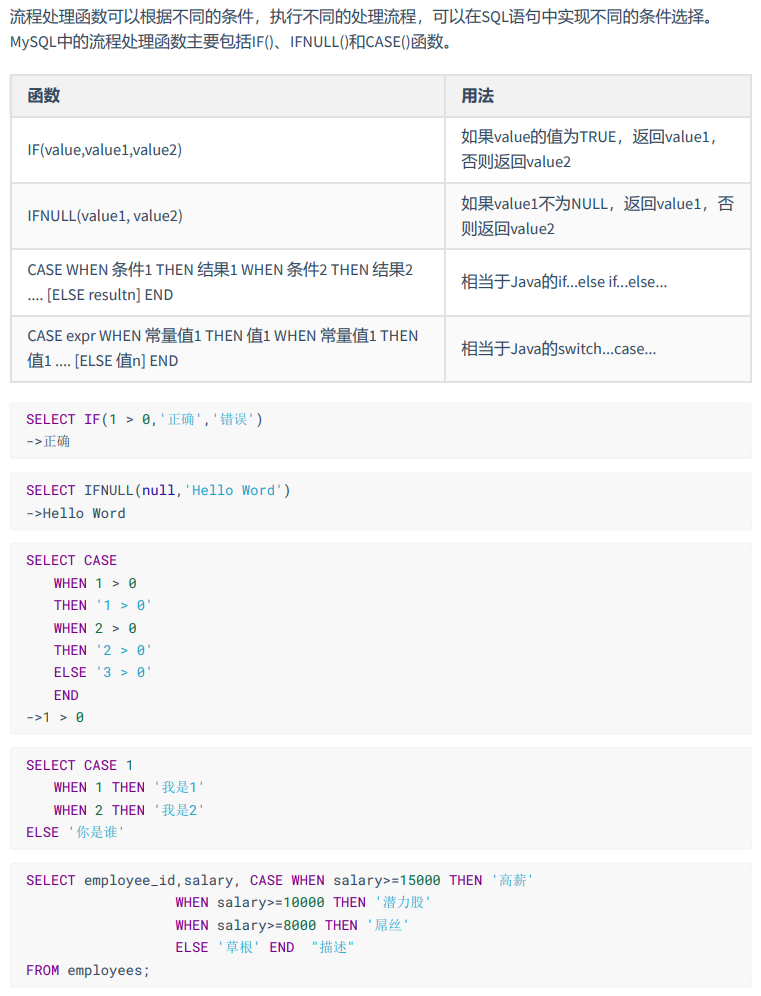 流程处理函数可以根据不同的条件，执行不同的处理流程，可以在SQL语句中实现不同的条件选择。
MySQL中的流程处理函数主要包括IF()、IFNULL()和CASE()函数。
函数 用法
IF(value,value1,value2) 如果value的值为TRUE，返回value1，
否则返回value2
IFNULL(value1, value2) 如果value1不为NULL，返回value1，否
则返回value2
CASE WHEN 条件1 THEN 结果1 WHEN 条件2 THEN 结果2
.... [ELSE resultn] END
相当于Java的if...else if...else...
CASE expr WHEN 常量值1 THEN 值1 WHEN 常量值1 THEN
值1 .... [ELSE 值n] END
相当于Java的switch...case...
SELECT IF(1 > 0,'正确','错误')
->正确
SELECT IFNULL(null,'Hello Word')
->Hello Word
SELECT CASE
WHEN 1 > 0
THEN '1 > 0'
WHEN 2 > 0
THEN '2 > 0'
ELSE '3 > 0'
END
->1 > 0
SELECT CASE 1
WHEN 1 THEN '我是1'
WHEN 2 THEN '我是2'
ELSE '你是谁'
SELECT employee_id,salary, CASE WHEN salary>=15000 THEN '高薪'
WHEN salary>=10000 THEN '潜力股'
WHEN salary>=8000 THEN '屌丝'
ELSE '草根' END "描述"
FROM employees;